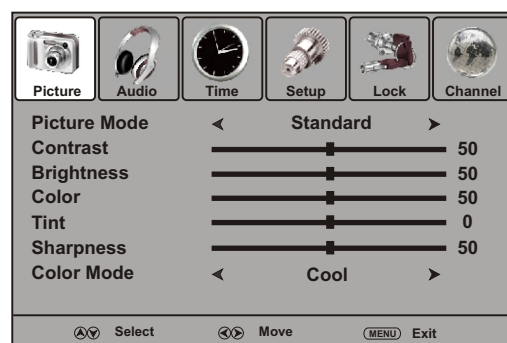 Picture Audio Time Setup Lock Channel
Picture Mode Standard
Contrast 50
Brightness 50
Color 50
Tint 0
Sharpness 50
Color Mode Cool
Select Move MENU Exit